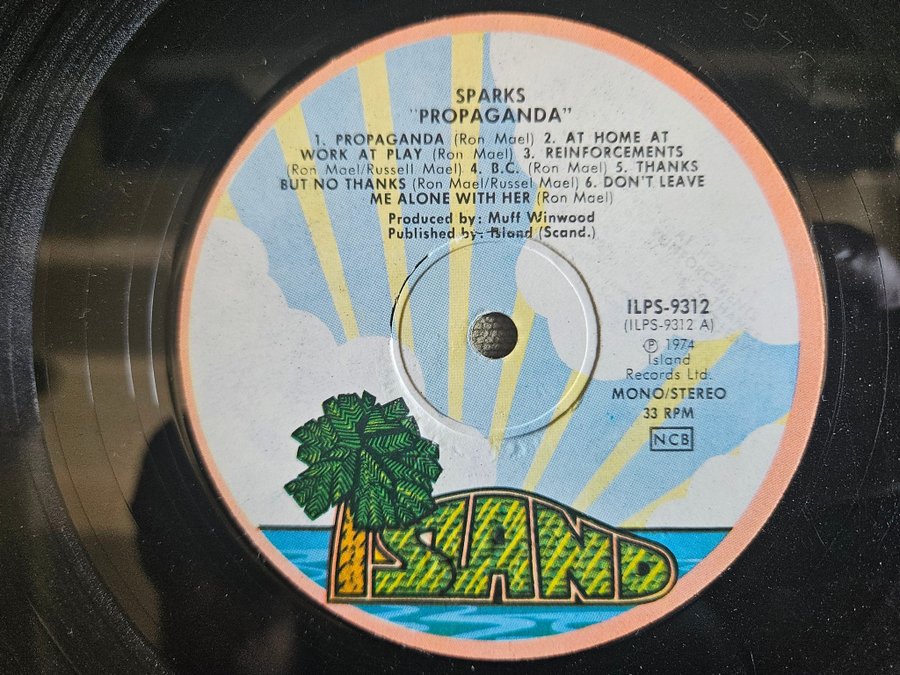 SPARKS
"PROPAGANDA"
1. PROPAGANDA (Ron Mael) 2. AT HOME AT
WORK AT PLAY (Ron Mael) 3. REINFORCEMENTS
(Ron Mael/Russell Mael) 4. B.C. (Ron Mael) 5. THANKS
BUT NO THANKS (Ron Mael/Russel Mael) 6. DON'T LEAVE
ME ALONE WITH HER (Ron Mael)
Produced by: Muff Winwood
Published by: Island (Scand.)
ILPS-9312
(ILPS-9312 A)
Ⓟ 1974
Island
Records Ltd.
MONO/STEREO
33 RPM
NCB
ISLAND